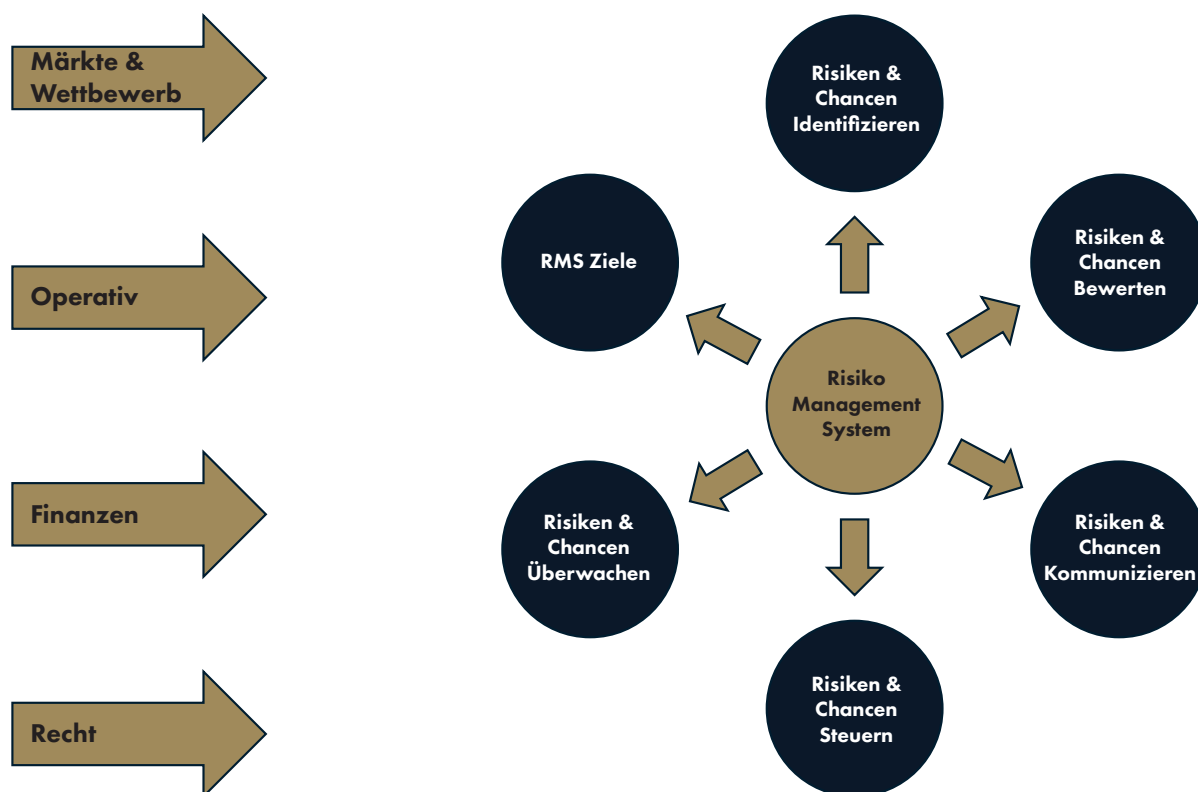 Märkte &
Wettbewerb
Operativ
Finanzen
Recht
Risiken &
Chancen
Identifizieren
RMS Ziele
Risiken &
Chancen
Bewerten
Risiko
Management
System
Risiken &
Chancen
Überwachen
Risiken &
Chancen
Kommunizieren
Risiken &
Chancen
Steuern